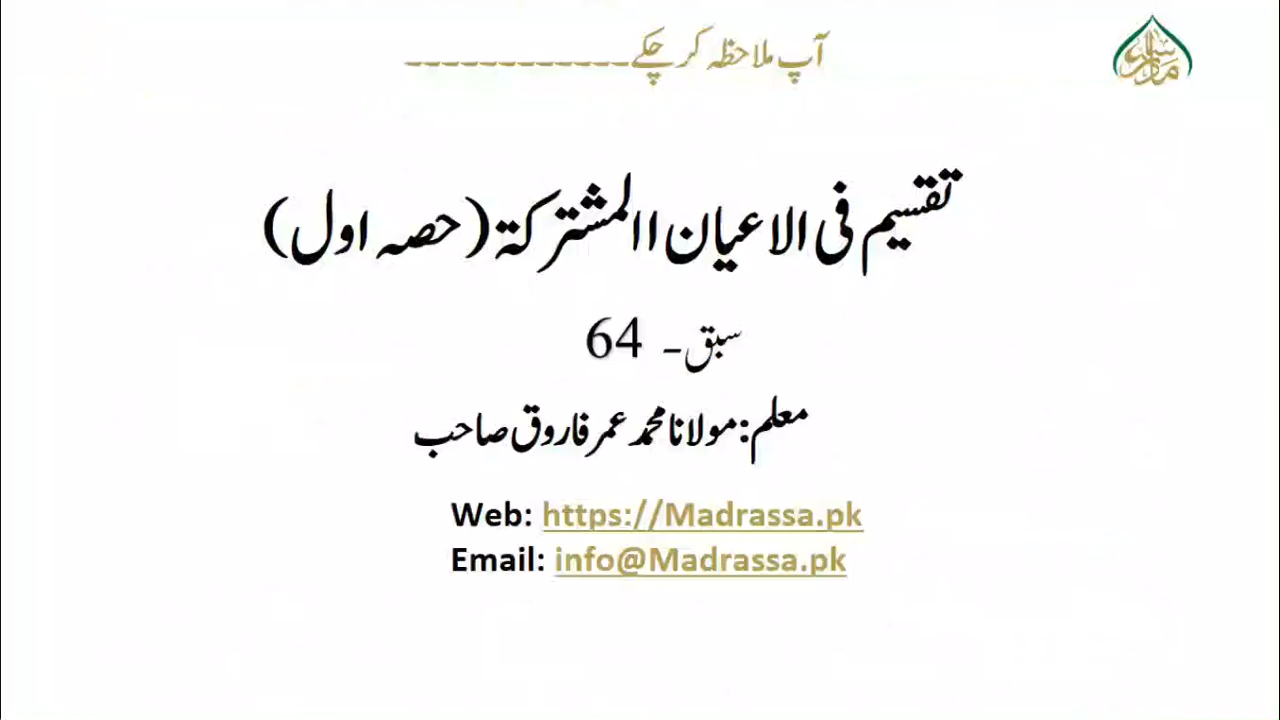 آپ ملاحظہ کر چکے ------------
تقسیم فی الاعیان االمشترکۃ (حصہ اول)
سبق - 64
معلم: مولانا محمد عمر فاروق صاحب
Web: https://Madrassa.pk
Email: info@Madrassa.pk